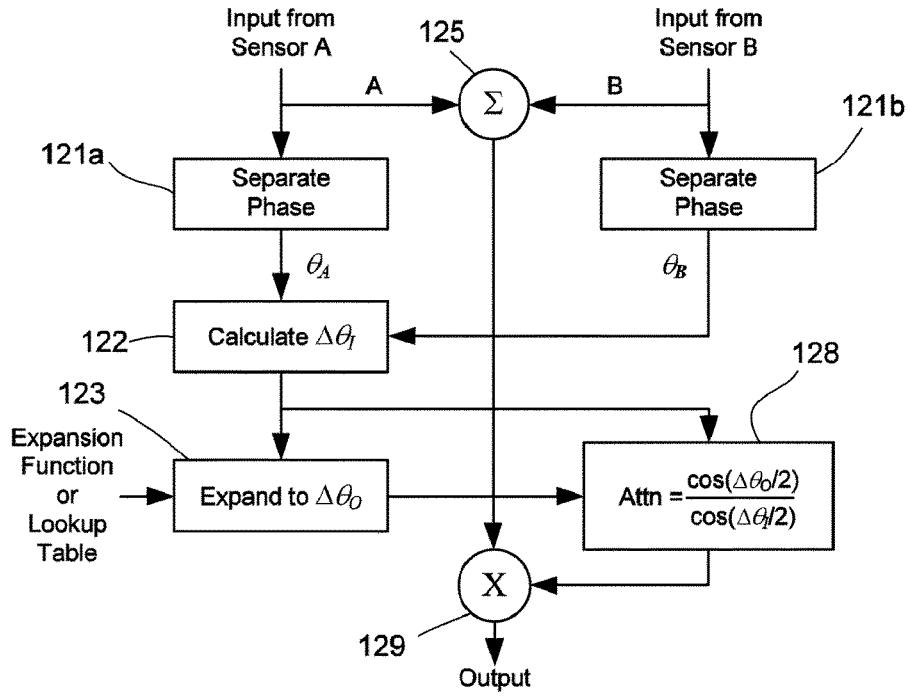 Input from
Sensor A
125
Input from
Sensor B
A
Σ
B
121a
121b
Separate
Phase
Separate
Phase
θA
θB
122
Calculate ΔθI
128
123
Expansion
Function
or
Lookup
Table
Expand to ΔθO
Attn = cos(ΔθO/2)
cos(ΔθI/2)
X
129
Output